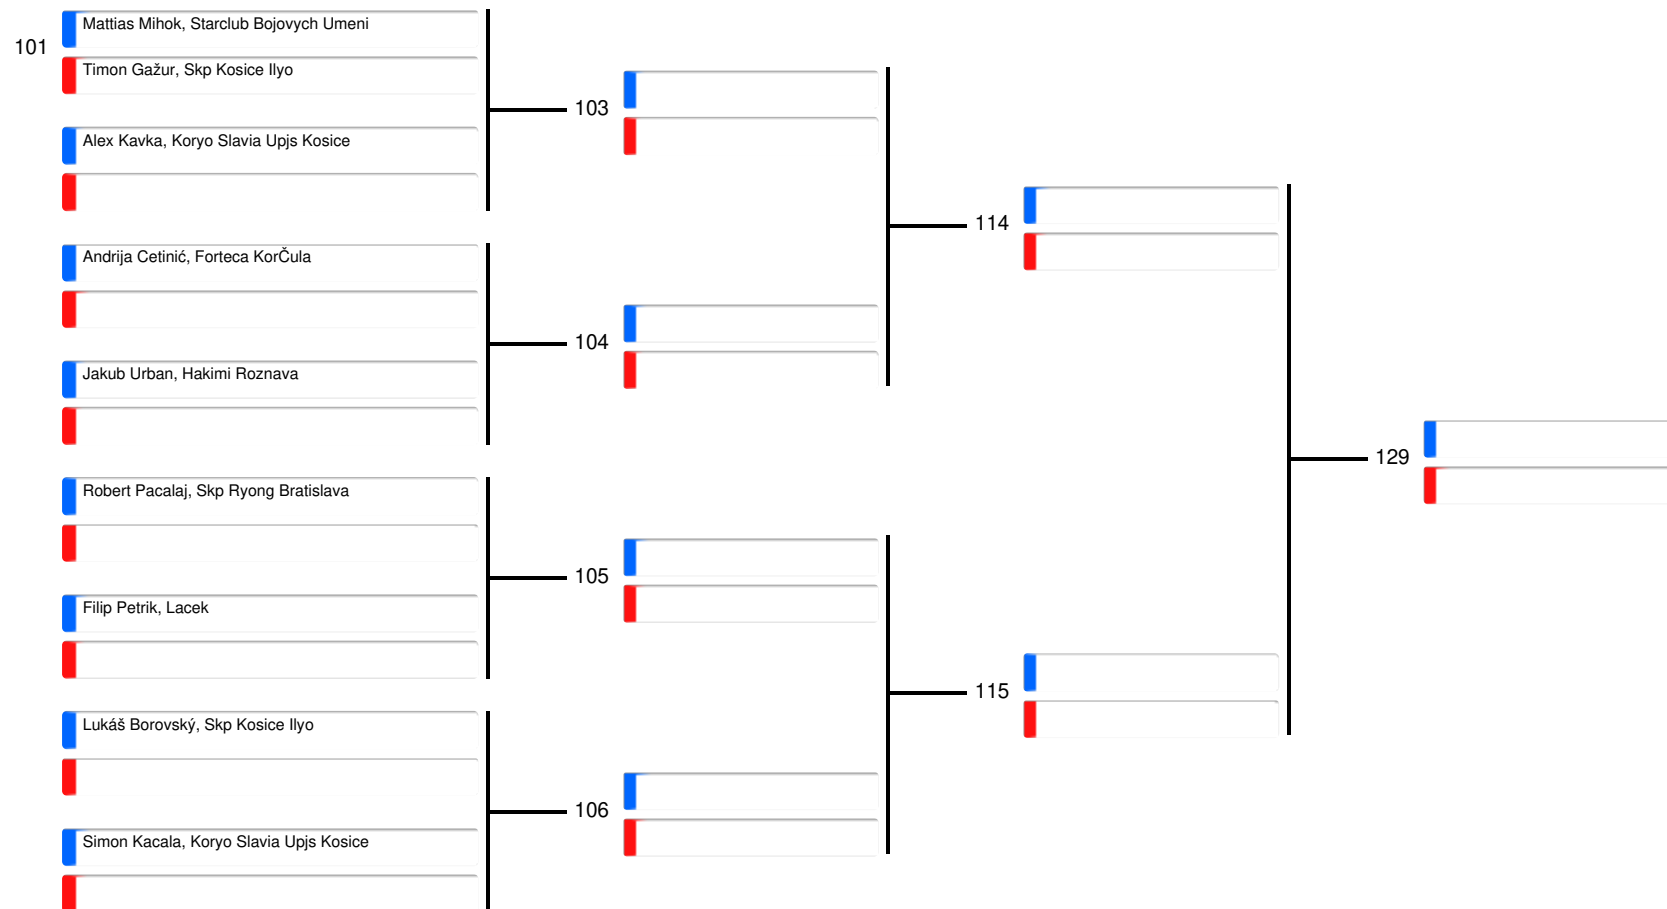 Mattias Mihok, Starclub Bojovych Umeni
101
Timon Gažur, Skp Kosice Ilyo
103
Alex Kavka, Koryo Slavia Upjs Kosice
114
Andrija Cetinić, Forteca KorČula
104
Jakub Urban, Hakimi Roznava
129
Robert Pacalaj, Skp Ryong Bratislava
105
Filip Petrik, Lacek
115
Lukáš Borovský, Skp Kosice Ilyo
106
Simon Kacala, Koryo Slavia Upjs Kosice